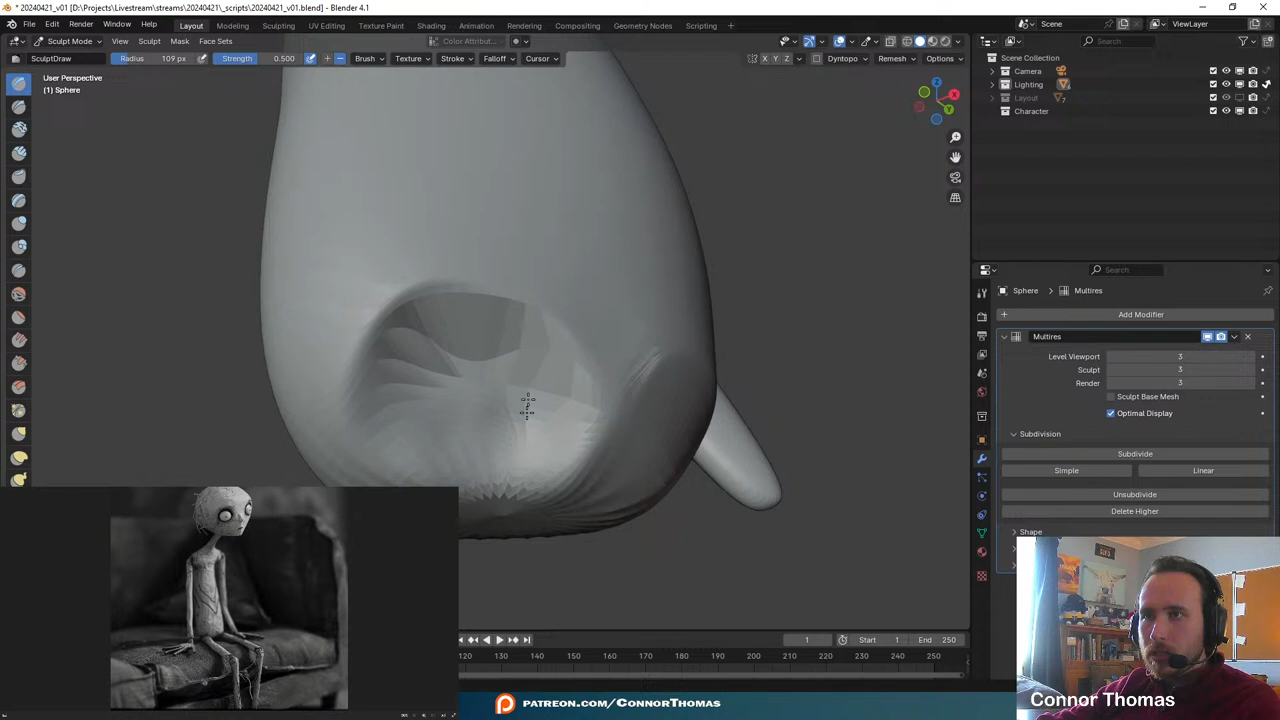 * 20240421_v01 [D:\Projects\Livestream\streams\20240421\_scripts\20240421_v01.blend] - Blender 4.1
File Edit Render Window Help Layout Modeling Sculpting UV Editing Texture Paint Shading Animation Rendering Compositing Geometry Nodes Scripting + Scene ViewLayer
Sculpt Mode View Sculpt Mask Face Sets Color Attribut... Search
SculptDraw Radius 109 px Strength 0.500 + − Brush Texture Stroke Falloff Cursor X Y Z Dyntopo Remesh Options
Scene Collection
Camera
Lighting
Layout 7
Character
User Perspective
(1) Sphere
Z
X
Y
Search
Sphere Multires
+ Add Modifier
Multires
Level Viewport 3
Sculpt 3
Render 3
Sculpt Base Mesh
Optimal Display
Subdivision
Subdivide
Simple Linear
Unsubdivide
Delete Higher
Shape
1 Start 1 End 250
120 130 140 150 160 170 180 190 200 210 220 230 240 250
PATREON.COM/CONNORTHOMAS
Connor Thomas